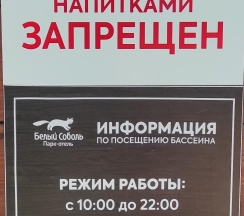 НАПИТКАМИ
ЗАПРЕЩЕН
Белый Соболь
Парк-отель
ИНФОРМАЦИЯ
ПО ПОСЕЩЕНИЮ БАССЕЙНА
РЕЖИМ РАБОТЫ:
с 10:00 до 22:00